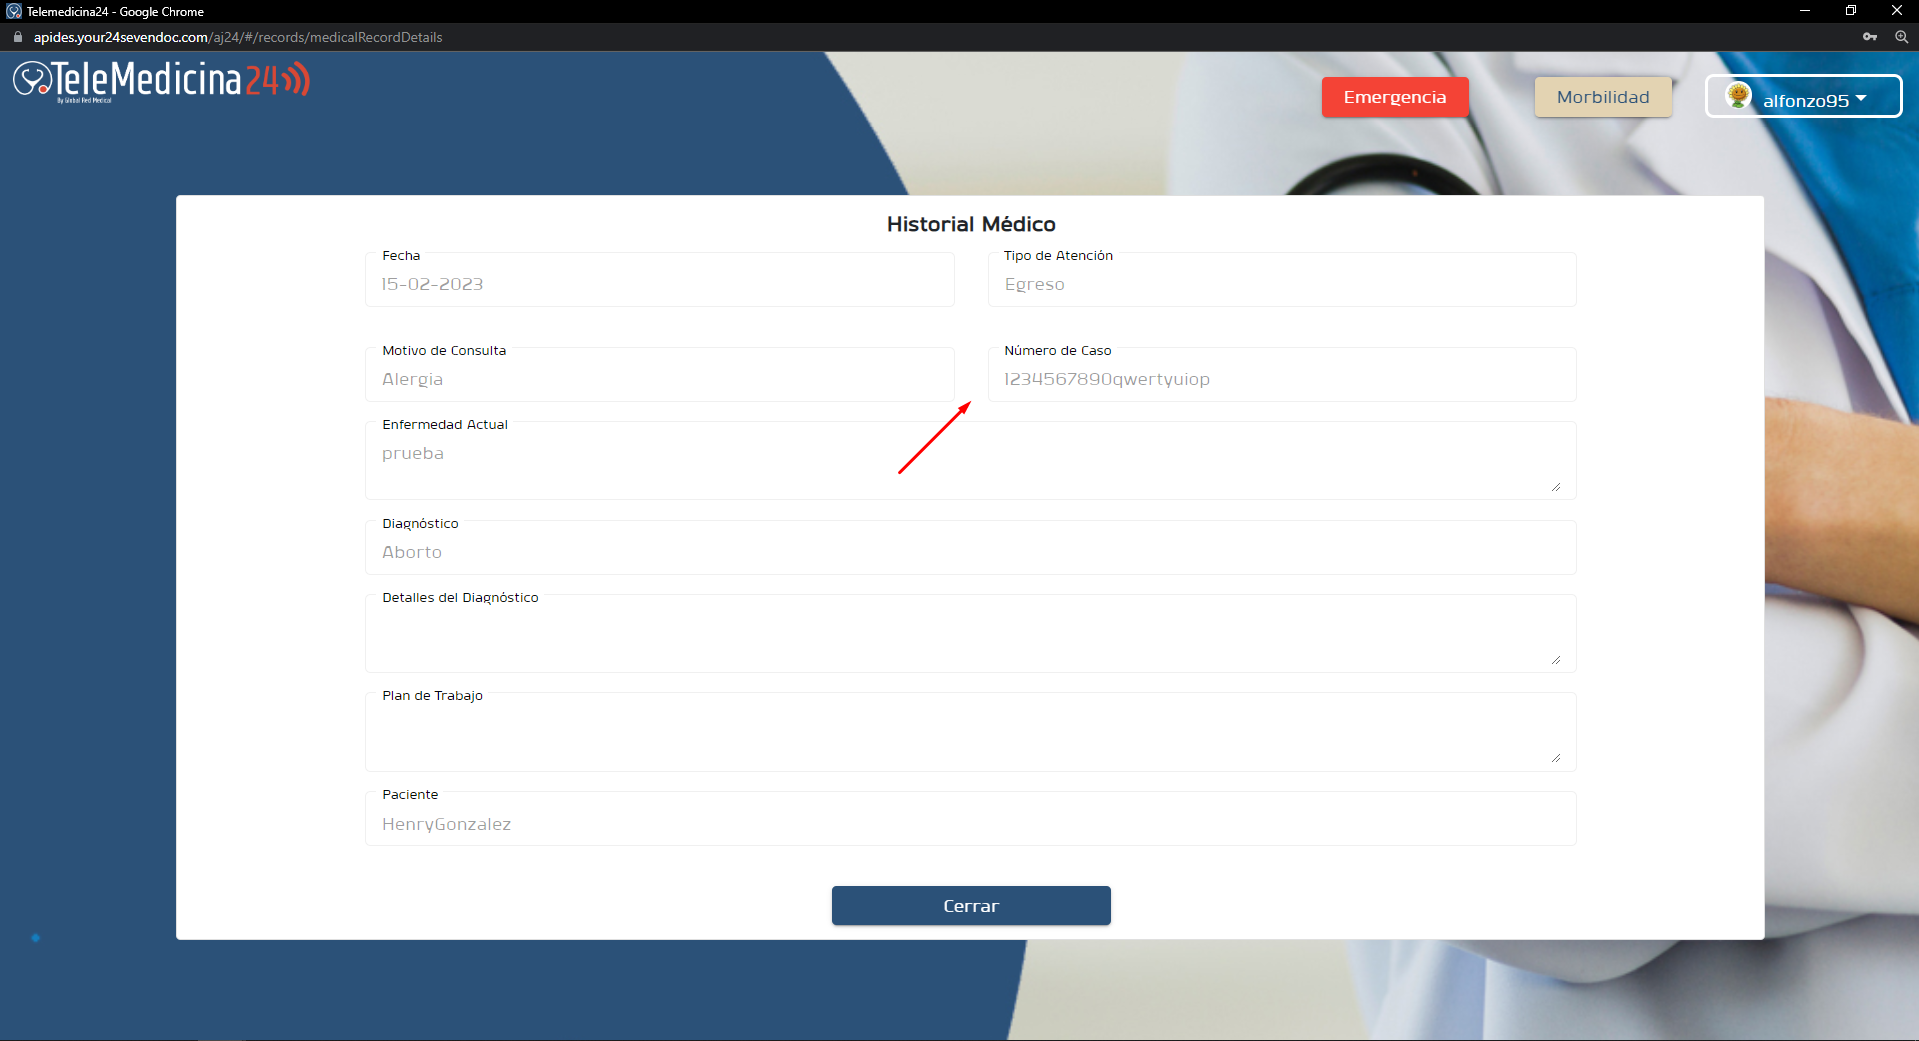 Telemedicina24 - Google Chrome
apides.your24sevendoc.com/aj24/#/records/medicalRecordDetails
TeleMedicina24
By Global Red Medical
Emergencia
Morbilidad
alfonzo95
Historial Médico
Fecha
15-02-2023
Tipo de Atención
Egreso
Motivo de Consulta
Alergia
Número de Caso
1234567890qwertyuiop
Enfermedad Actual
prueba
Diagnóstico
Aborto
Detalles del Diagnóstico
Plan de Trabajo
Paciente
HenryGonzalez
Cerrar